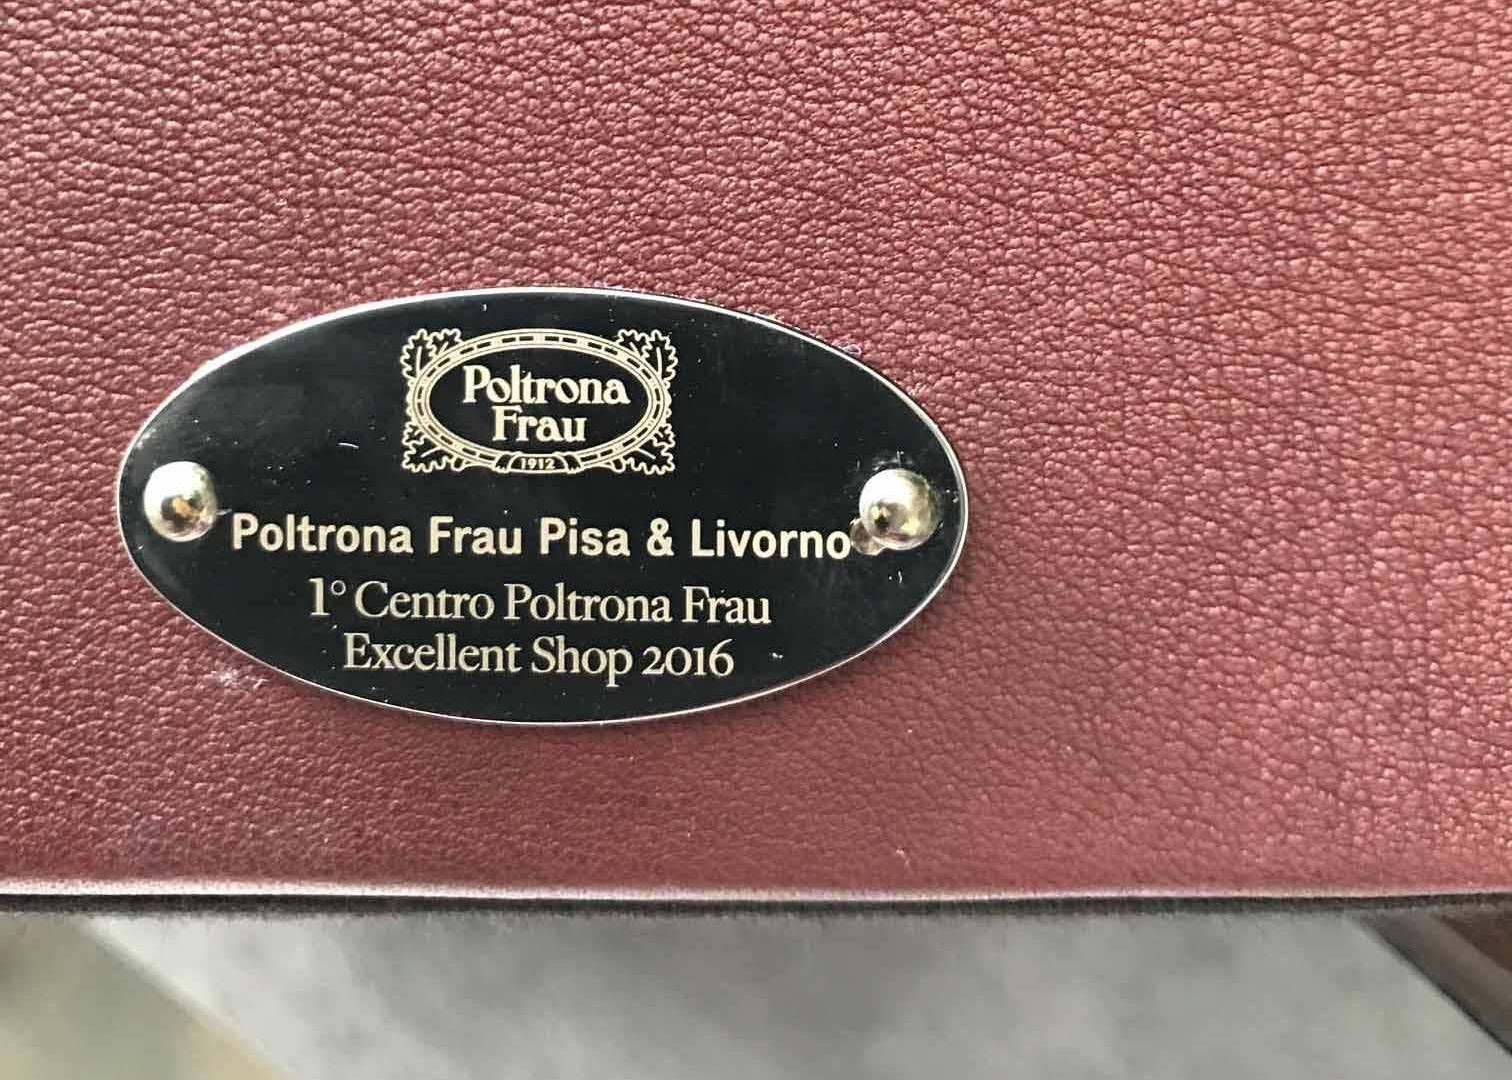 Poltrona
Frau
1912
Poltrona Frau Pisa & Livorno
1° Centro Poltrona Frau
Excellent Shop 2016